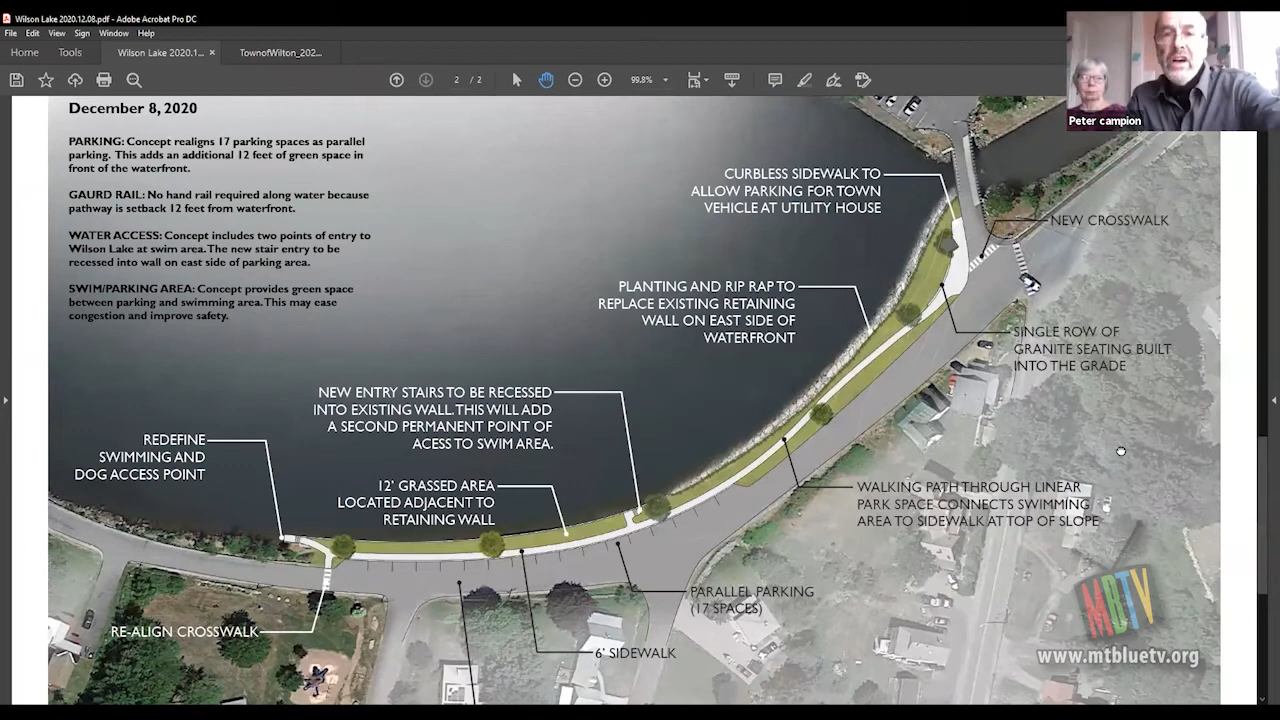 Wilson Lake 2020.12.08.pdf - Adobe Acrobat Pro DC
File Edit View Sign Window Help
Home Tools Wilson Lake 2020.1... × TownofWilton_202...
2 / 2 99.8%
Peter campion
December 8, 2020
PARKING: Concept realigns 17 parking spaces as parallel
parking. This adds an additional 12 feet of green space in
front of the waterfront.
GAURD RAIL: No hand rail required along water because
pathway is setback 12 feet from waterfront.
WATER ACCESS: Concept includes two points of entry to
Wilson Lake at swim area. The new stair entry to be
recessed into wall on east side of parking area.
SWIM/PARKING AREA: Concept provides green space
between parking and swimming area. This may ease
congestion and improve safety.
CURBLESS SIDEWALK TO
ALLOW PARKING FOR TOWN
VEHICLE AT UTILITY HOUSE
NEW CROSSWALK
PLANTING AND RIP RAP TO
REPLACE EXISTING RETAINING
WALL ON EAST SIDE OF
WATERFRONT
SINGLE ROW OF
GRANITE SEATING BUILT
INTO THE GRADE
NEW ENTRY STAIRS TO BE RECESSED
INTO EXISTING WALL. THIS WILL ADD
A SECOND PERMANENT POINT OF
ACESS TO SWIM AREA.
REDEFINE
SWIMMING AND
DOG ACCESS POINT
12' GRASSED AREA
LOCATED ADJACENT TO
RETAINING WALL
WALKING PATH THROUGH LINEAR
PARK SPACE CONNECTS SWIMMING
AREA TO SIDEWALK AT TOP OF SLOPE
PARALLEL PARKING
(17 SPACES)
RE-ALIGN CROSSWALK
6' SIDEWALK
MBTV
www.mtbluetv.org